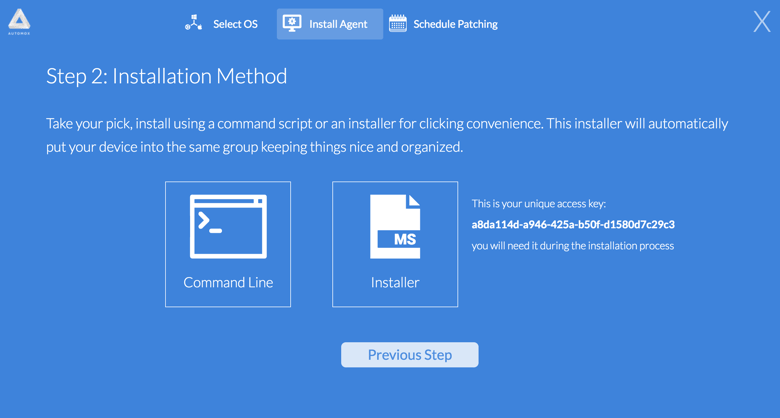 AUTOMOX
Select OS
Install Agent
Schedule Patching
X
Step 2: Installation Method
Take your pick, install using a command script or an installer for clicking convenience. This installer will automatically
put your device into the same group keeping things nice and organized.
MS
Command Line
Installer
This is your unique access key:
a8da114d-a946-425a-b50f-d1580d7c29c3
you will need it during the installation process
Previous Step